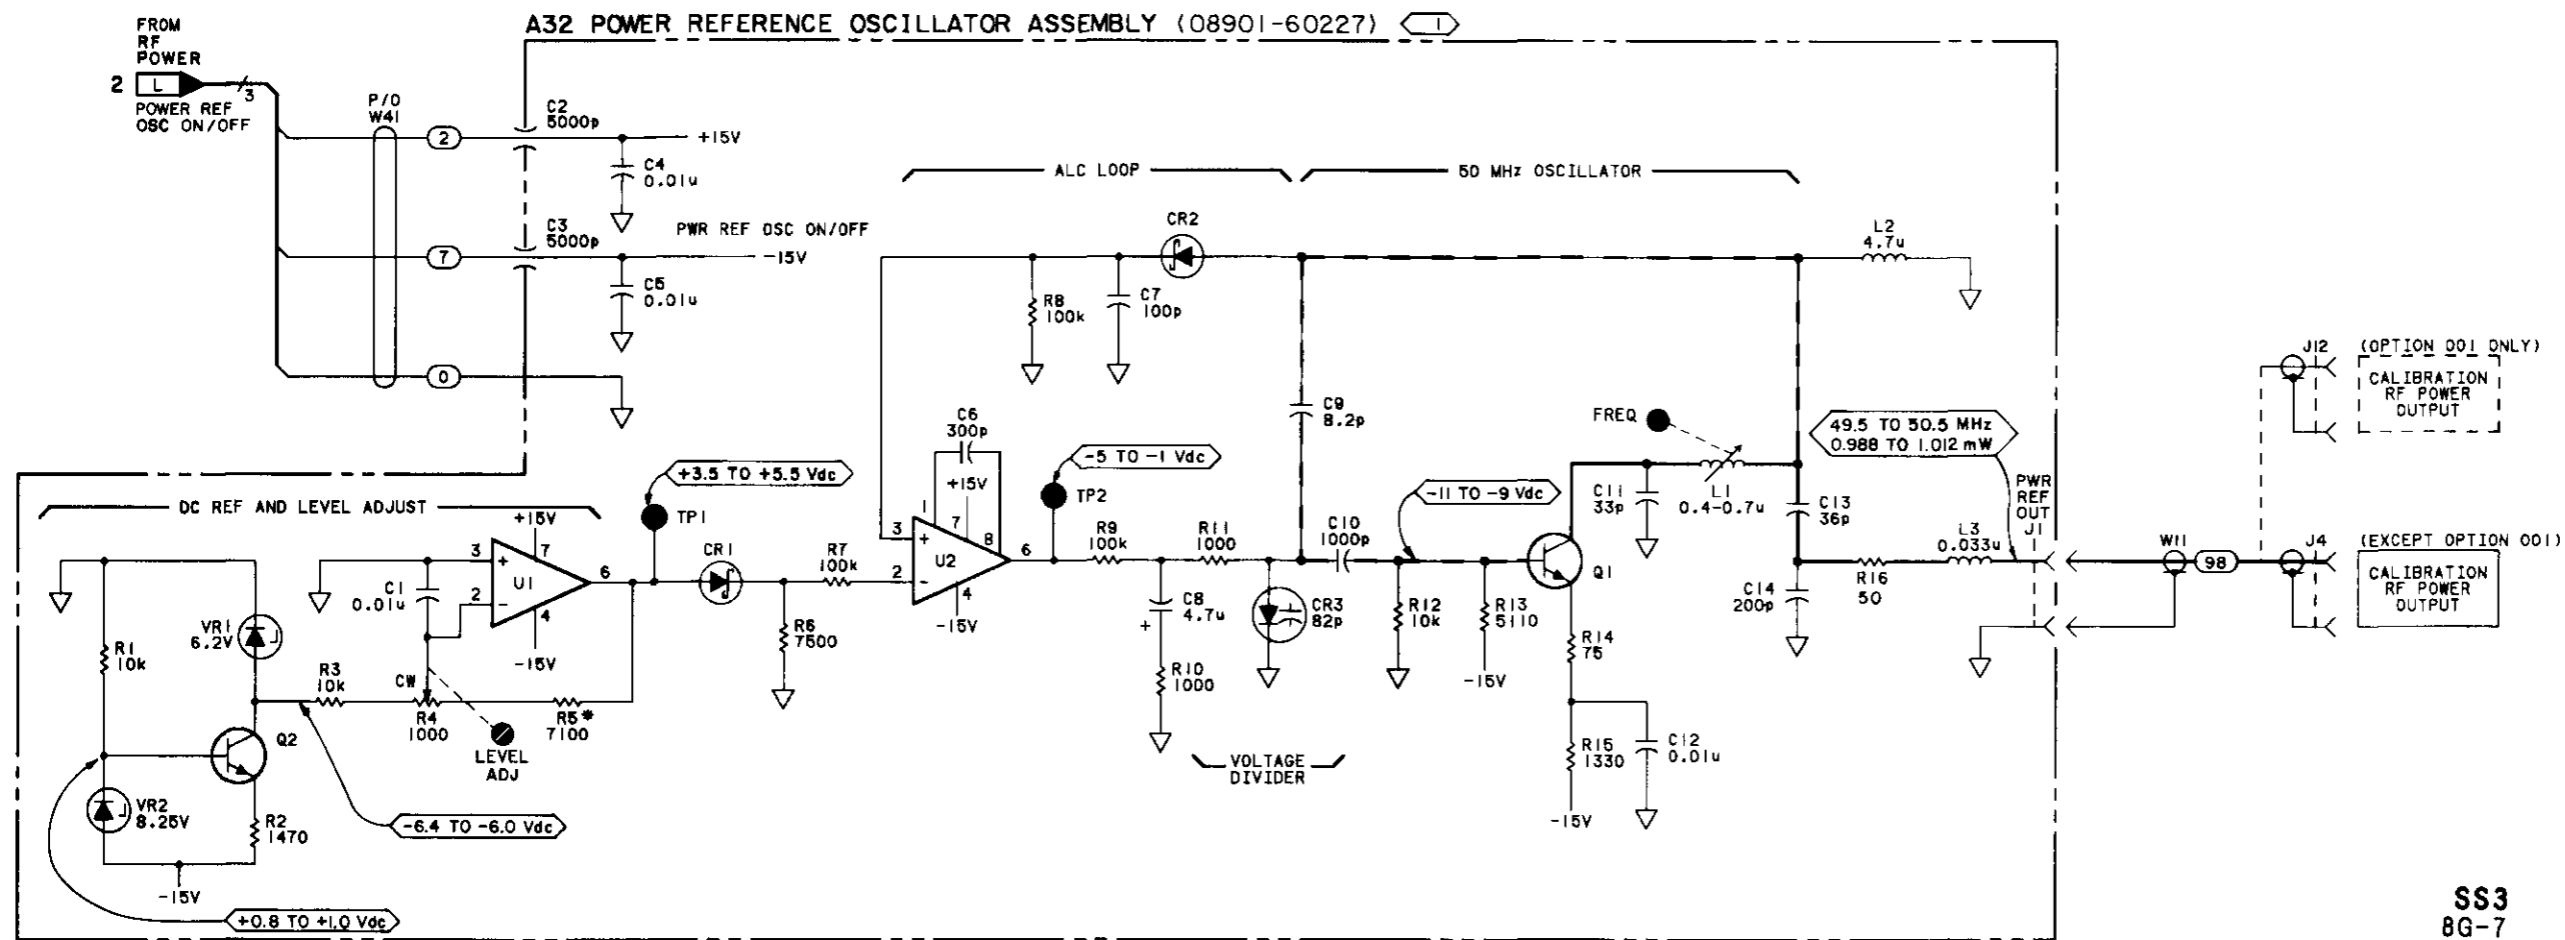 A32 POWER REFERENCE OSCILLATOR ASSEMBLY (08901-60227) 1
FROM
RF
POWER
2 L
3
POWER REF
OSC ON/OFF
P/O
W41
2
C2
5000p
+15V
C4
0.01u
7
C3
5000p
PWR REF OSC ON/OFF
-15V
C5
0.01u
0
ALC LOOP
50 MHz OSCILLATOR
CR2
L2
4.7u
R8
100k
C7
100p
C9
8.2p
C6
300p
+15V
1
7
8
3
+
2
-
U2
6
4
-15V
-5 TO -1 Vdc
TP2
R9
100k
R11
1000
C10
1000p
C8
4.7u
+
R10
1000
CR3
82p
VOLTAGE
DIVIDER
-11 TO -9 Vdc
R12
10k
R13
5110
-15V
Q1
R14
75
R15
1330
-15V
C12
0.01u
FREQ
C11
33p
L1
0.4-0.7u
C13
36p
C14
200p
49.5 TO 50.5 MHz
0.988 TO 1.012 mW
R16
50
L3
0.033u
PWR
REF
OUT
J1
W11
98
J12
(OPTION 001 ONLY)
CALIBRATION
RF POWER
OUTPUT
J4
(EXCEPT OPTION 001)
CALIBRATION
RF POWER
OUTPUT
DC REF AND LEVEL ADJUST
+15V
3
+
7
2
-
U1
6
4
-15V
C1
0.01u
+3.5 TO +5.5 Vdc
TP1
CR1
R7
100k
R6
7500
VR1
6.2V
R1
10k
R3
10k
CW
R4
1000
R5*
7100
LEVEL
ADJ
Q2
VR2
8.25V
R2
1470
-15V
-6.4 TO -6.0 Vdc
+0.8 TO +1.0 Vdc
SS3
8G-7